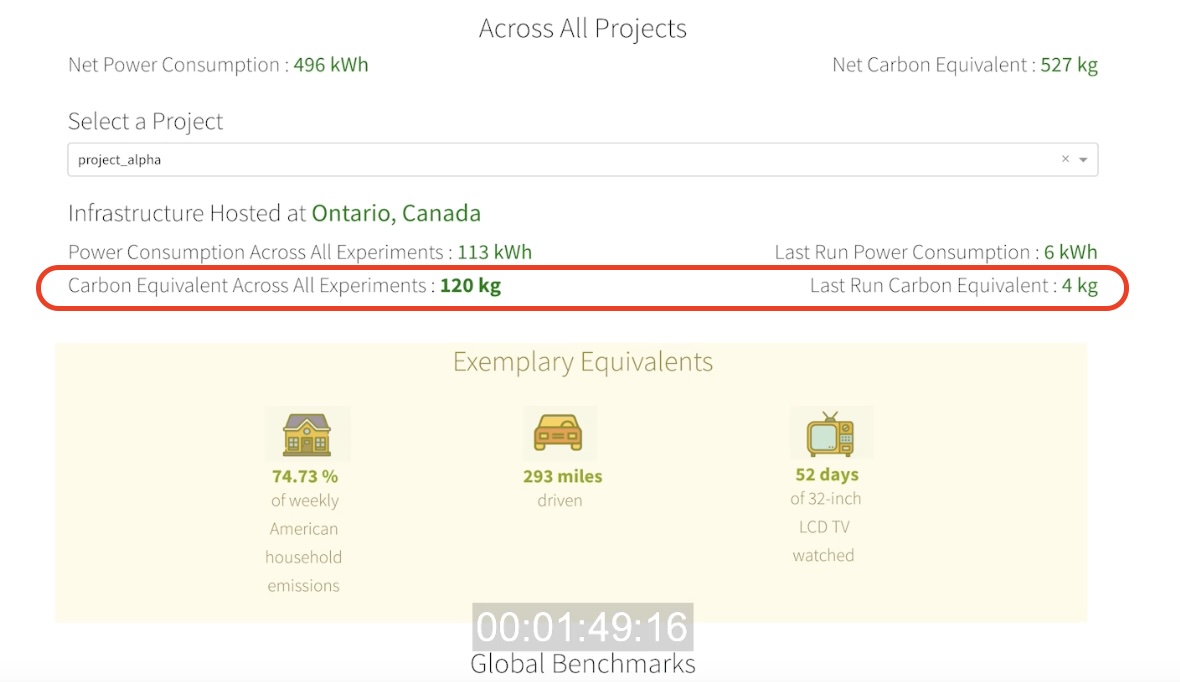 Across All Projects
Net Power Consumption : 496 kWh
Net Carbon Equivalent : 527 kg
Select a Project
project_alpha
×
Infrastructure Hosted at Ontario, Canada
Power Consumption Across All Experiments : 113 kWh
Last Run Power Consumption : 6 kWh
Carbon Equivalent Across All Experiments : 120 kg
Last Run Carbon Equivalent : 4 kg
Exemplary Equivalents
74.73 %
of weekly
American
household
emissions
293 miles
driven
52 days
of 32-inch
LCD TV
watched
00:01:49:16
Global Benchmarks